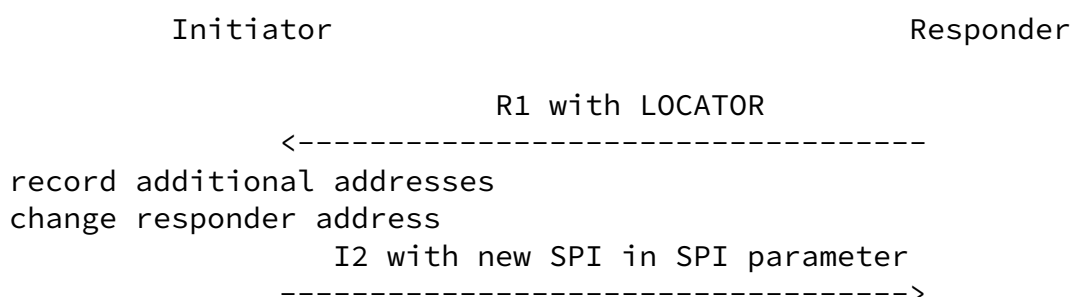 Initiator Responder
R1 with LOCATOR
<-----------------------------------
record additional addresses
change responder address
I2 with new SPI in SPI parameter
----------------------------------->